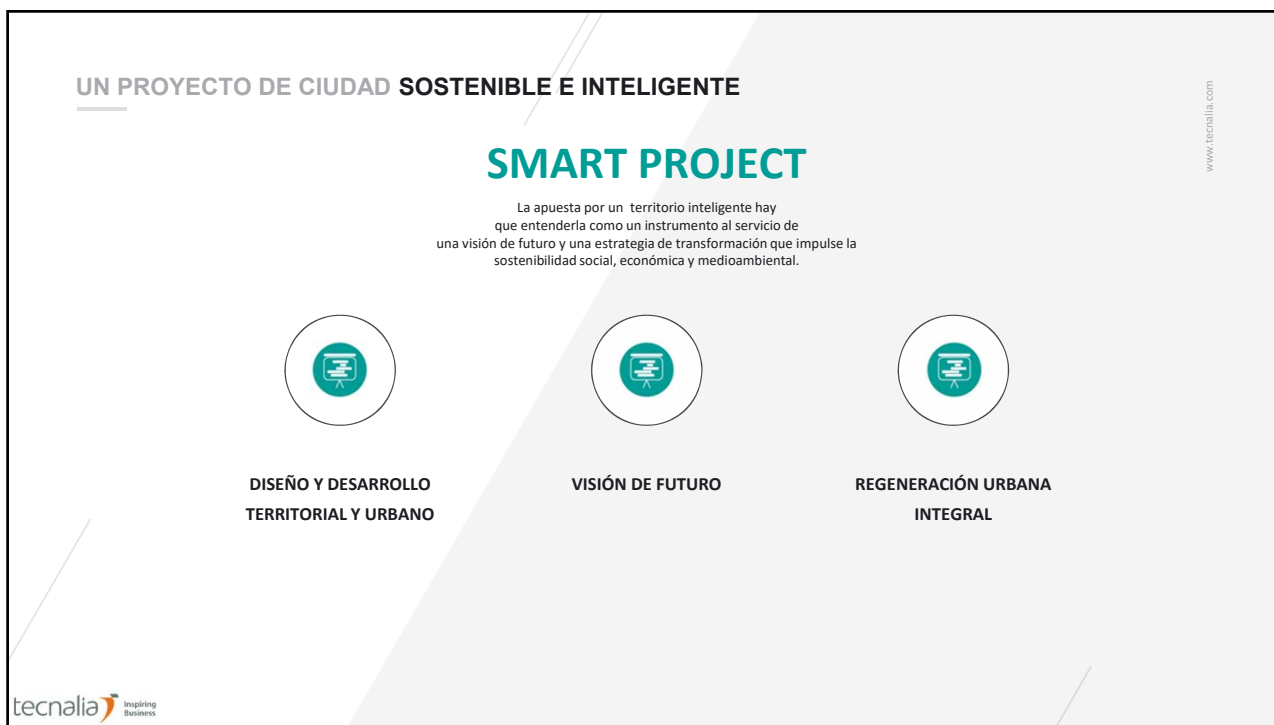 UN PROYECTO DE CIUDAD SOSTENIBLE E INTELIGENTE
www.tecnalia.com
SMART PROJECT
La apuesta por un territorio inteligente hay
que entenderla como un instrumento al servicio de
una visión de futuro y una estrategia de transformación que impulse la
sostenibilidad social, económica y medioambiental.
DISEÑO Y DESARROLLO
TERRITORIAL Y URBANO
VISIÓN DE FUTURO
REGENERACIÓN URBANA
INTEGRAL
tecnalia
Inspiring
Business